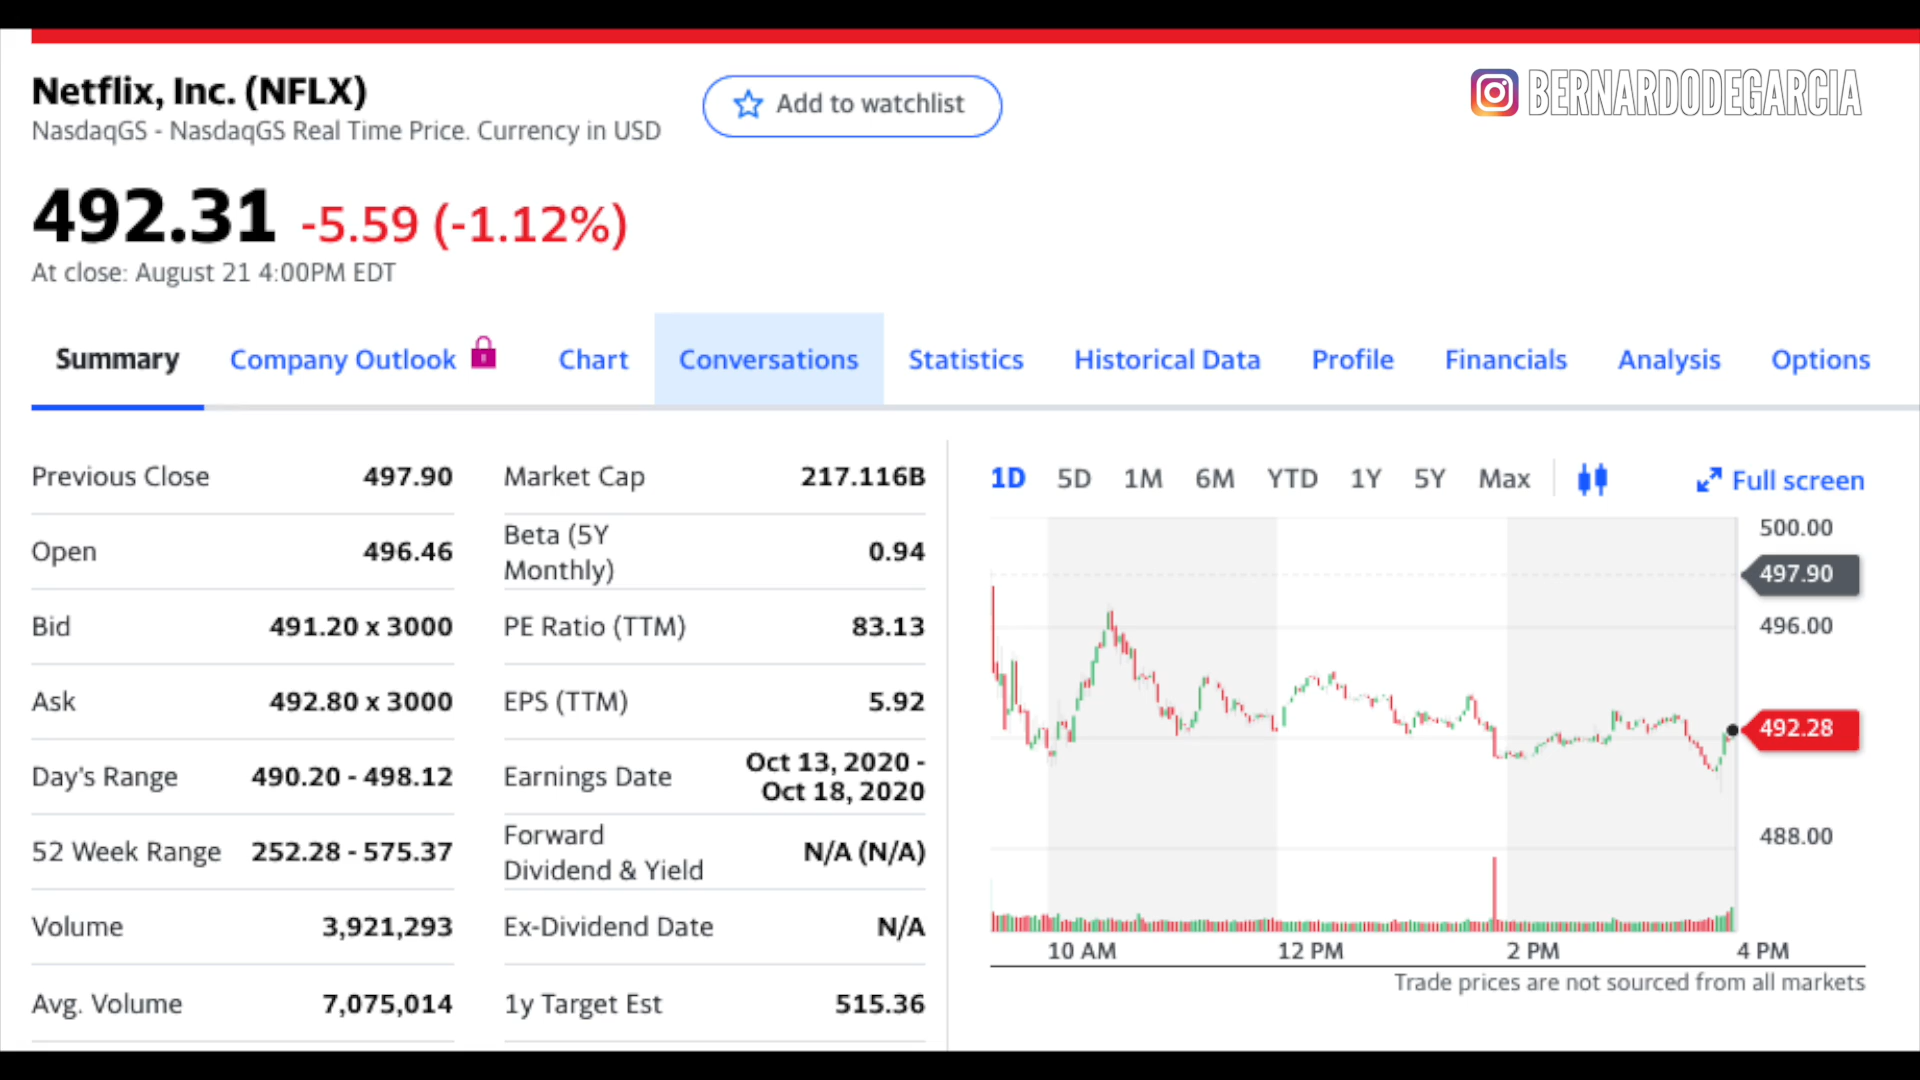 Netflix, Inc. (NFLX)
NasdaqGS - NasdaqGS Real Time Price. Currency in USD
Add to watchlist
BERNARDODEGARCIA
492.31 -5.59 (-1.12%)
At close: August 21 4:00PM EDT
Summary Company Outlook Chart Conversations Statistics Historical Data Profile Financials Analysis Options
Previous Close 497.90
Open 496.46
Bid 491.20 x 3000
Ask 492.80 x 3000
Day's Range 490.20 - 498.12
52 Week Range 252.28 - 575.37
Volume 3,921,293
Avg. Volume 7,075,014
Market Cap 217.116B
Beta (5Y
Monthly) 0.94
PE Ratio (TTM) 83.13
EPS (TTM) 5.92
Earnings Date Oct 13, 2020 -
Oct 18, 2020
Forward
Dividend & Yield N/A (N/A)
Ex-Dividend Date N/A
1y Target Est 515.36
1D 5D 1M 6M YTD 1Y 5Y Max Full screen
500.00
497.90
496.00
492.28
488.00
10 AM 12 PM 2 PM 4 PM
Trade prices are not sourced from all markets